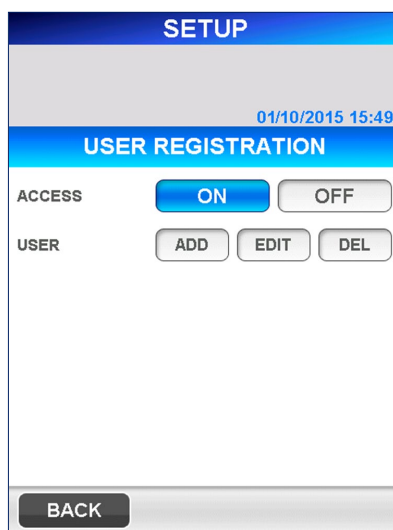 SETUP
01/10/2015 15:49
USER REGISTRATION
ACCESS ON OFF
USER ADD EDIT DEL
BACK